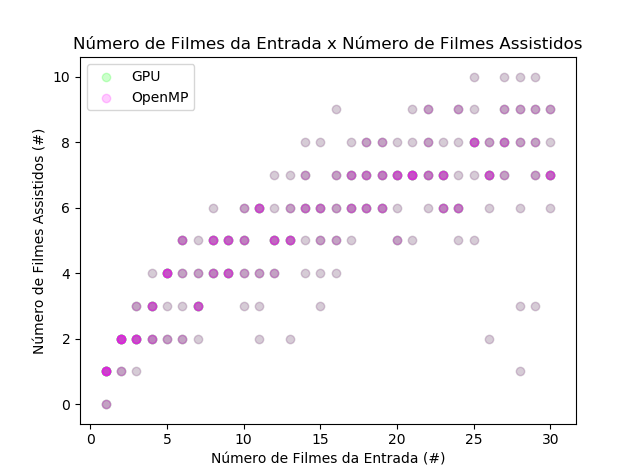 Número de Filmes da Entrada x Número de Filmes Assistidos
GPU
OpenMP
Número de Filmes Assistidos (#)
10
8
6
4
2
0
0 5 10 15 20 25 30
Número de Filmes da Entrada (#)